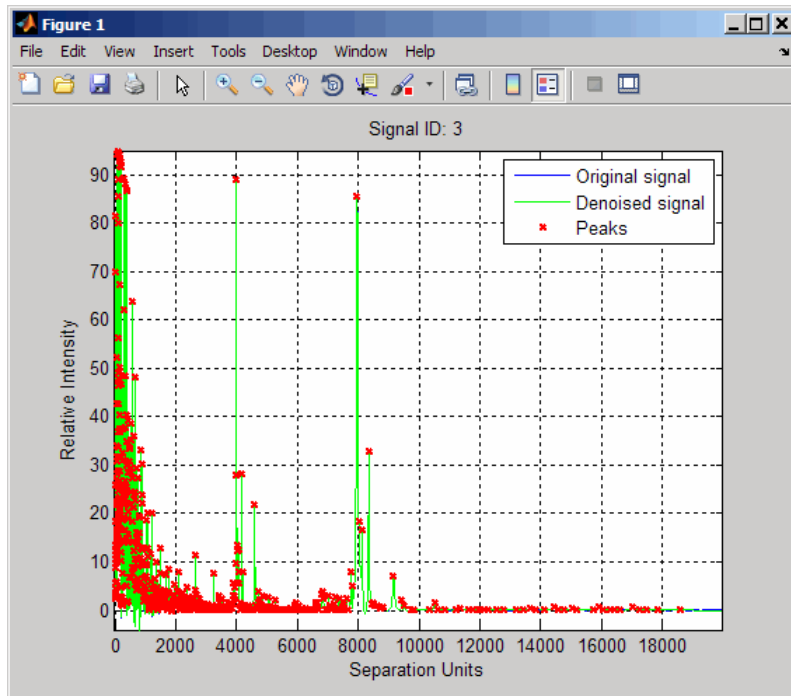 Figure 1
File Edit View Insert Tools Desktop Window Help
Signal ID: 3
Original signal
Denoised signal
Peaks
90
80
70
60
50
40
30
20
10
0
Relative Intensity
0 2000 4000 6000 8000 10000 12000 14000 16000 18000
Separation Units